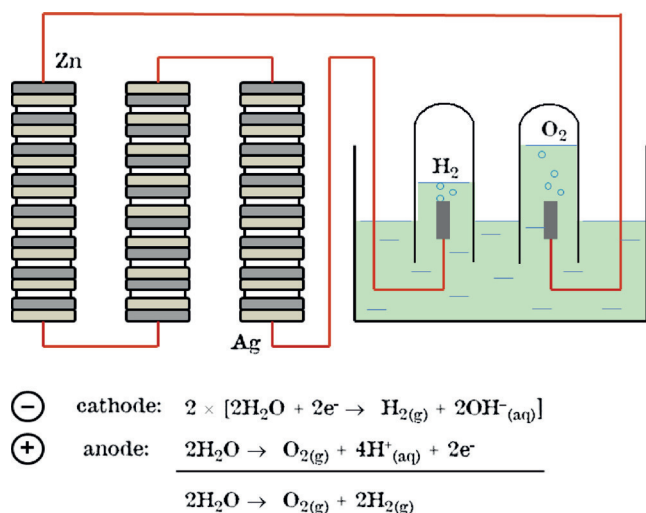 Zn
O₂
H₂
Ag
− cathode: 2 × [2H₂O + 2e⁻ → H₂(g) + 2OH⁻(aq)]
+ anode: 2H₂O → O₂(g) + 4H⁺(aq) + 2e⁻
2H₂O → O₂(g) + 2H₂(g)